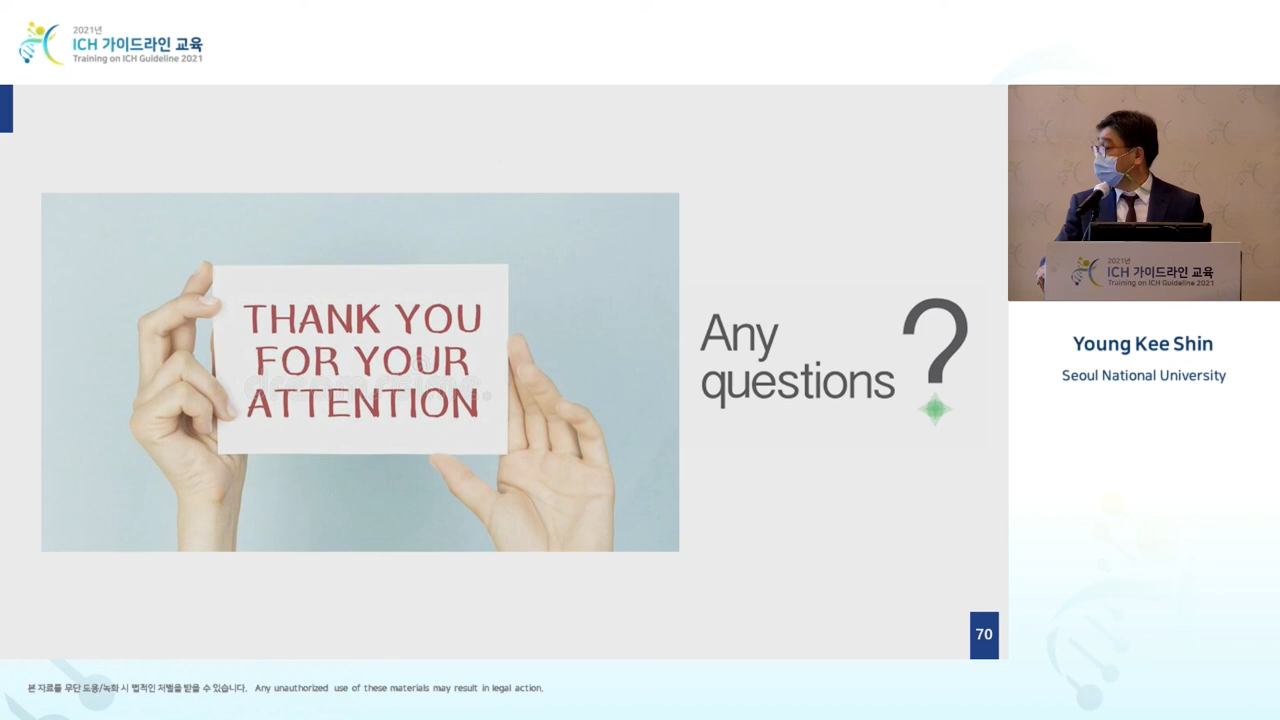 2021년
ICH 가이드라인 교육
Training on ICH Guideline 2021
THANK YOU
FOR YOUR
ATTENTION
Any
questions
?
2021년
ICH 가이드라인 교육
Training on ICH Guideline 2021
Young Kee Shin
Seoul National University
70
본 자료를 무단 도용/녹화 시 법적인 처벌을 받을 수 있습니다. Any unauthorized use of these materials may result in legal action.